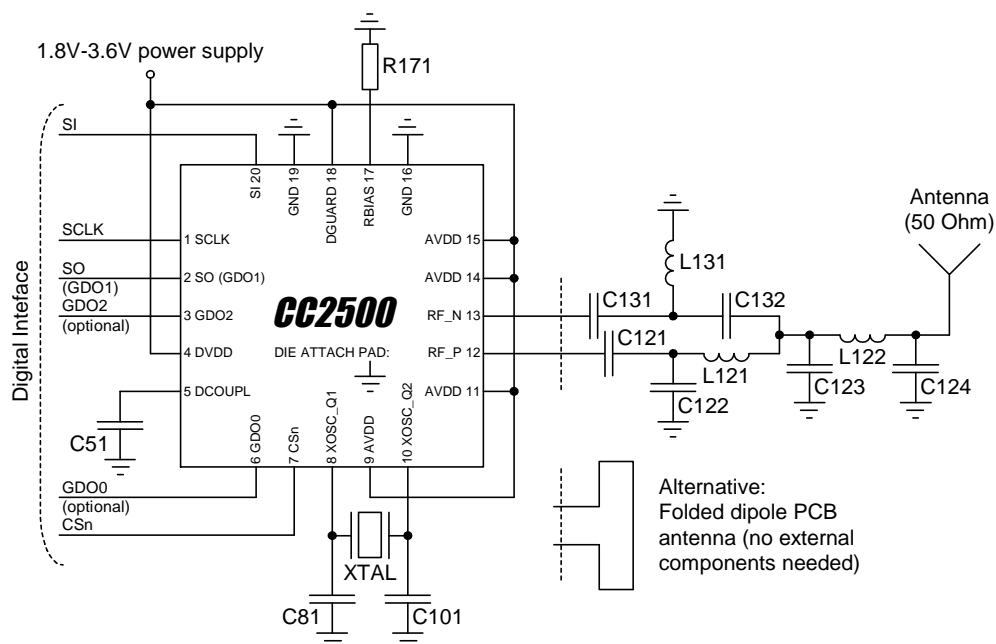 1.8V-3.6V power supply
R171
SI
SI 20
GND 19
DGUARD 18
RBIAS 17
GND 16
Antenna
(50 Ohm)
Digital Inteface
SCLK
1 SCLK
AVDD 15
L131
SO
(GDO1)
2 SO (GDO1)
AVDD 14
GDO2
(optional)
3 GDO2
CC2500
RF_N 13
C131
C132
C121
4 DVDD
DIE ATTACH PAD:
RF_P 12
L121
L122
C123
C124
5 DCOUPL
AVDD 11
C122
C51
6 GDO0
7 CSn
8 XOSC_Q1
9 AVDD
10 XOSC_Q2
GDO0
(optional)
CSn
XTAL
C81
C101
Alternative:
Folded dipole PCB
antenna (no external
components needed)